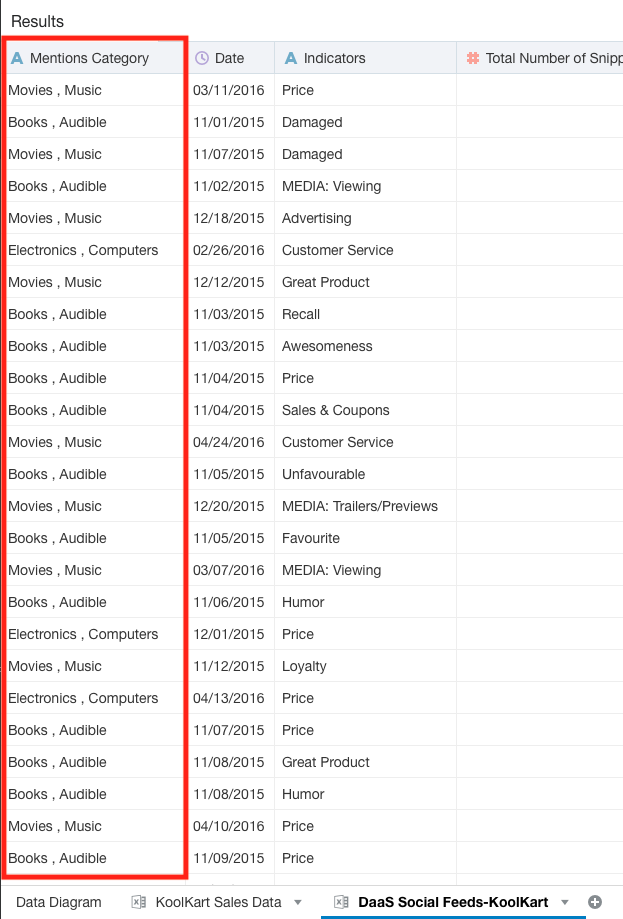 Results
Mentions Category Date Indicators Total Number of Snipp
Movies , Music 03/11/2016 Price
Books , Audible 11/01/2015 Damaged
Movies , Music 11/07/2015 Damaged
Books , Audible 11/02/2015 MEDIA: Viewing
Movies , Music 12/18/2015 Advertising
Electronics , Computers 02/26/2016 Customer Service
Movies , Music 12/12/2015 Great Product
Books , Audible 11/03/2015 Recall
Books , Audible 11/03/2015 Awesomeness
Books , Audible 11/04/2015 Price
Books , Audible 11/04/2015 Sales & Coupons
Movies , Music 04/24/2016 Customer Service
Books , Audible 11/05/2015 Unfavourable
Movies , Music 12/20/2015 MEDIA: Trailers/Previews
Books , Audible 11/05/2015 Favourite
Movies , Music 03/07/2016 MEDIA: Viewing
Books , Audible 11/06/2015 Humor
Electronics , Computers 12/01/2015 Price
Movies , Music 11/12/2015 Loyalty
Electronics , Computers 04/13/2016 Price
Books , Audible 11/07/2015 Price
Books , Audible 11/08/2015 Great Product
Books , Audible 11/08/2015 Humor
Movies , Music 04/10/2016 Price
Books , Audible 11/09/2015 Price
Data Diagram KoolKart Sales Data DaaS Social Feeds-KoolKart